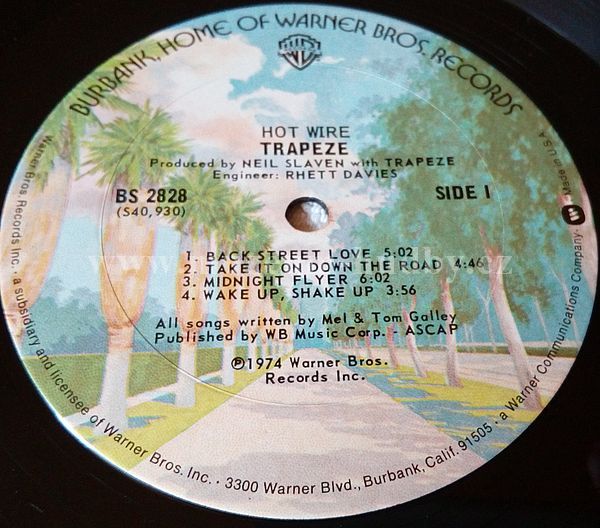 BURBANK, HOME OF WARNER BROS. RECORDS
HOT WIRE
TRAPEZE
Produced by NEIL SLAVEN with TRAPEZE
Engineer: RHETT DAVIES
BS 2828
(S40,930)
SIDE 1
1. BACK STREET LOVE 5:02
2. TAKE IT ON DOWN THE ROAD 4:46
3. MIDNIGHT FLYER 6:02
4. WAKE UP, SHAKE UP 3:56
All songs written by Mel & Tom Galley
Published by WB Music Corp. - ASCAP
℗1974 Warner Bros.
Records Inc.
Warner Bros Records Inc. · a subsidiary and licensee of Warner Bros. Inc. · 3300 Warner Blvd., Burbank, Calif. 91505 · a Warner Communications Company · Made in U.S.A.